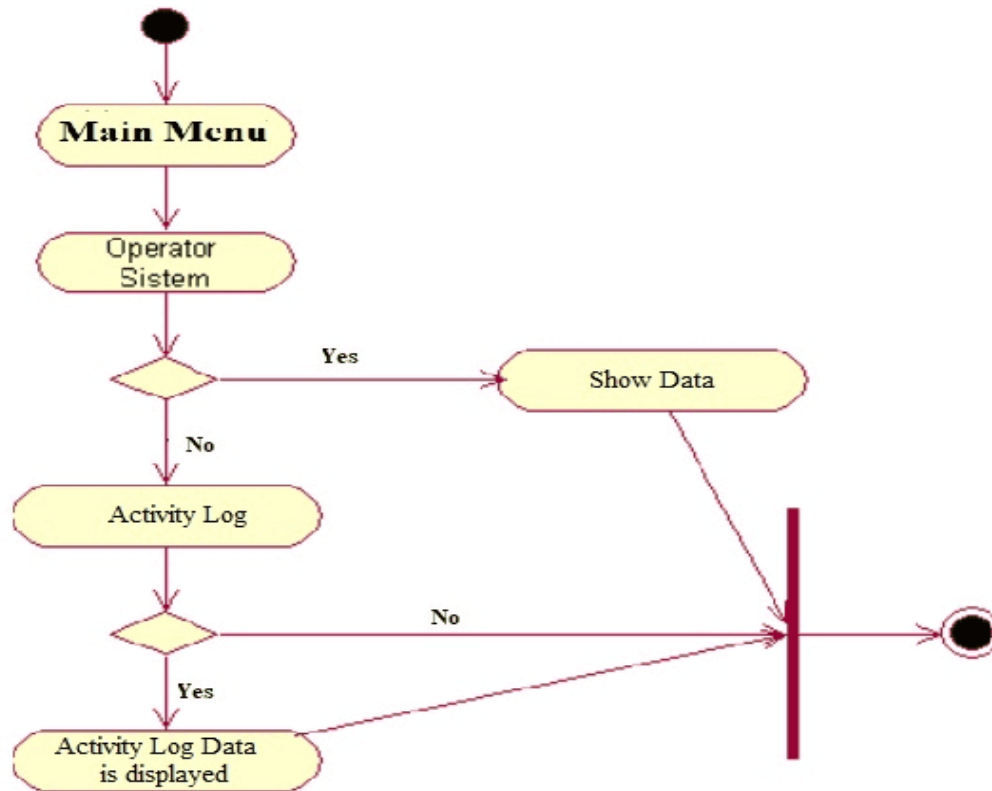 Main Menu
Operator
Sistem
Yes
Show Data
No
Activity Log
No
Yes
Activity Log Data
is displayed